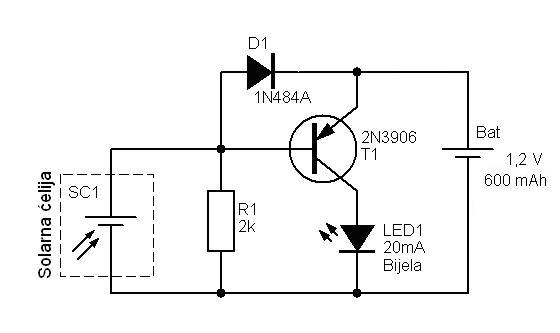 D1
1N484A
2N3906
T1
Bat
1,2 V
600 mAh
Solarna ćelija
SC1
R1
2k
LED1
20mA
Bijela